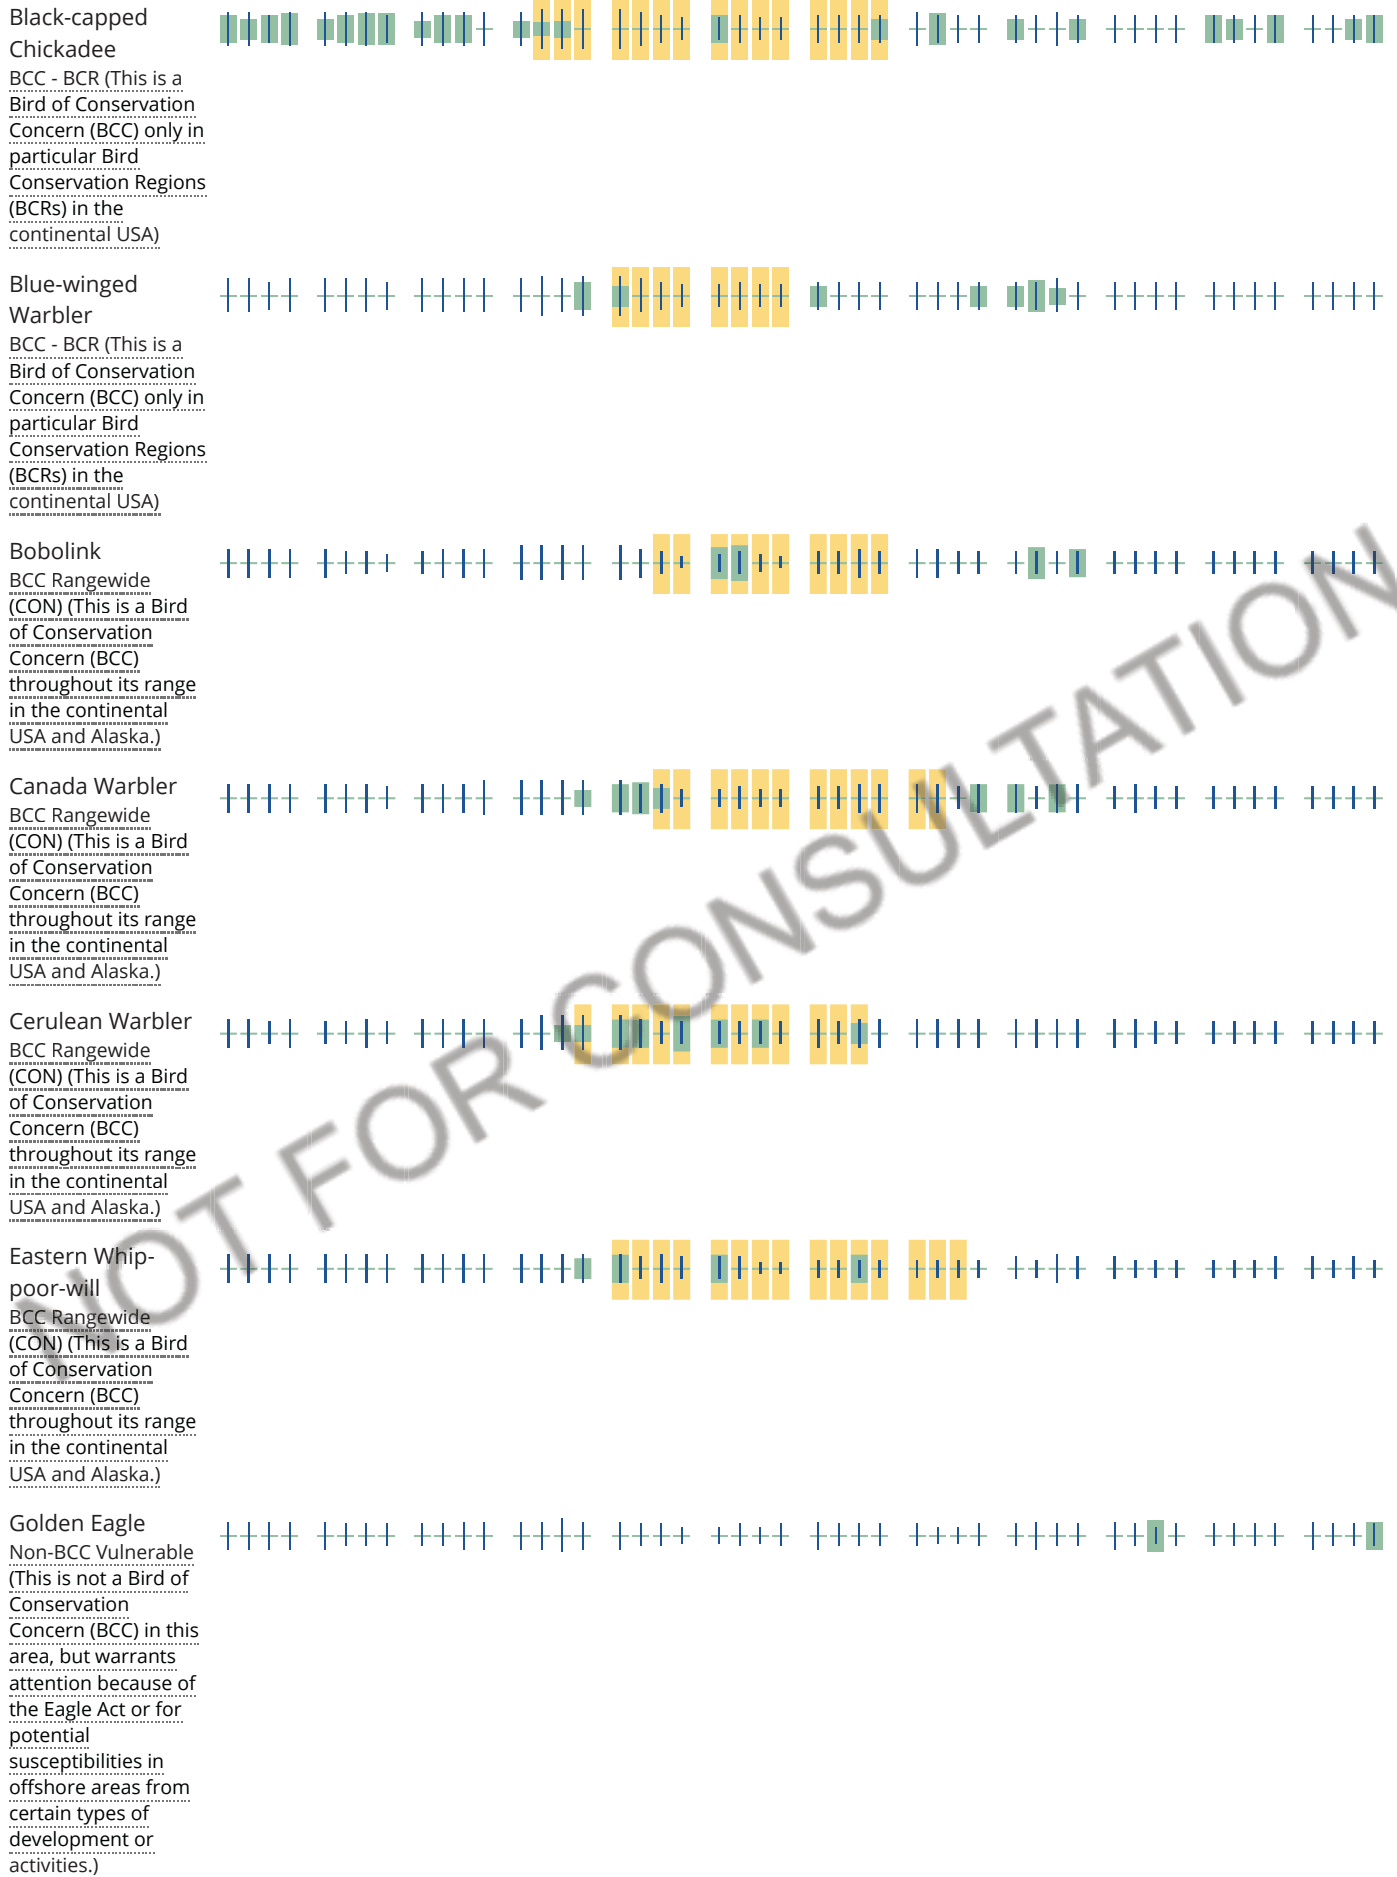 Black-capped
Chickadee
BCC - BCR (This is a
Bird of Conservation
Concern (BCC) only in
particular Bird
Conservation Regions
(BCRs) in the
continental USA)
Blue-winged
Warbler
BCC - BCR (This is a
Bird of Conservation
Concern (BCC) only in
particular Bird
Conservation Regions
(BCRs) in the
continental USA)
Bobolink
BCC Rangewide
(CON) (This is a Bird
of Conservation
Concern (BCC)
throughout its range
in the continental
USA and Alaska.)
Canada Warbler
BCC Rangewide
(CON) (This is a Bird
of Conservation
Concern (BCC)
throughout its range
in the continental
USA and Alaska.)
Cerulean Warbler
BCC Rangewide
(CON) (This is a Bird
of Conservation
Concern (BCC)
throughout its range
in the continental
USA and Alaska.)
Eastern Whip-
poor-will
BCC Rangewide
(CON) (This is a Bird
of Conservation
Concern (BCC)
throughout its range
in the continental
USA and Alaska.)
Golden Eagle
Non-BCC Vulnerable
(This is not a Bird of
Conservation
Concern (BCC) in this
area, but warrants
attention because of
the Eagle Act or for
potential
susceptibilities in
offshore areas from
certain types of
development or
activities.)
NOT FOR CONSULTATION